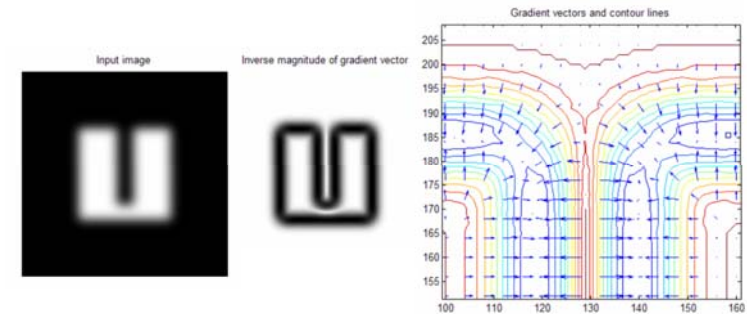 Input image
Inverse magnitude of gradient vector
Gradient vectors and contour lines
205
200
195
190
185
180
175
170
165
160
155
100 110 120 130 140 150 160